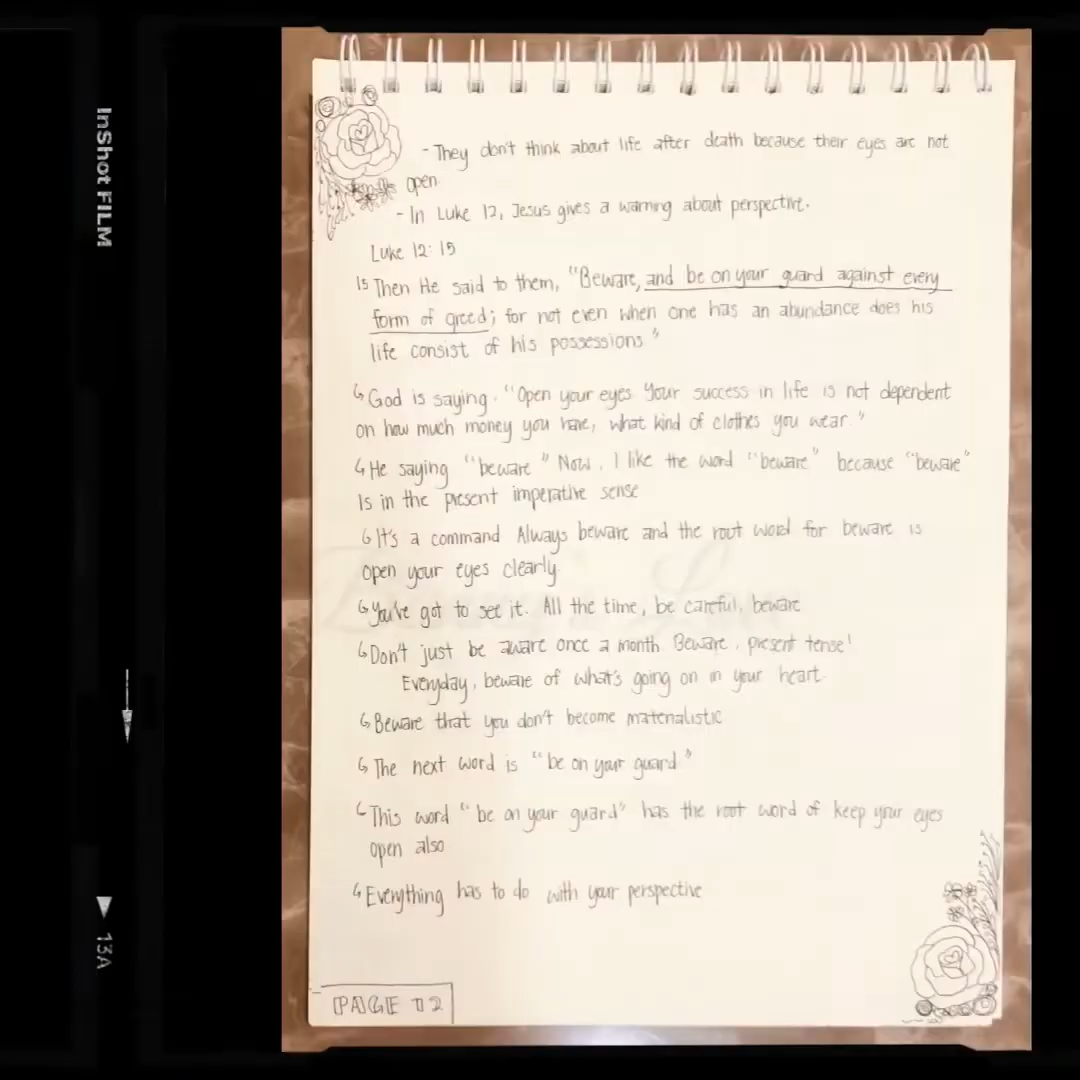 InShot FILM
13A
- They don't think about life after death because their eyes are not
open.
- In Luke 12, Jesus gives a warning about perspective.
Luke 12:15
15 Then He said to them, "Beware, and be on your guard against every
form of greed; for not even when one has an abundance does his
life consist of his possessions"
God is saying. "Open your eyes Your success in life is not dependent
on how much money you have, what kind of clothes you wear."
He saying "beware" Now, I like the word "beware" because "beware"
Is in the present imperative sense
It's a command Always beware and the root word for beware is
open your eyes clearly.
You've got to see it. All the time, be careful, beware
Don't just be aware once a month. Beware, present tense!
Everyday, beware of what's going on in your heart.
Beware that you don't become materialistic
The next word is "be on your guard"
This word "be on your guard" has the root word of keep your eyes
open also
Everything has to do with your perspective
PAGE 12